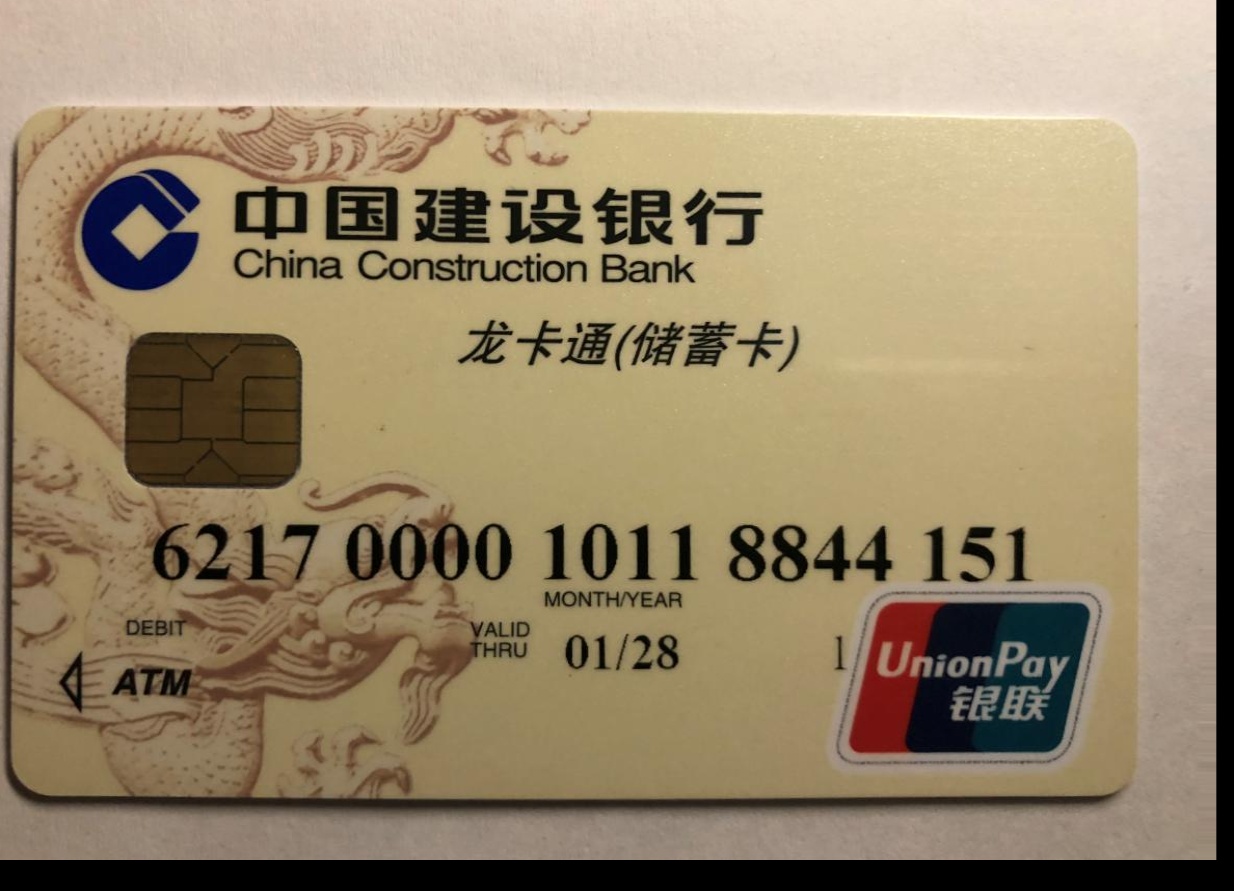 中国建设银行
China Construction Bank
龙卡通(储蓄卡)
6217 0000 1011 8844 151
MONTH/YEAR
DEBIT
VALID
THRU
01/28
1
ATM
UnionPay
银联